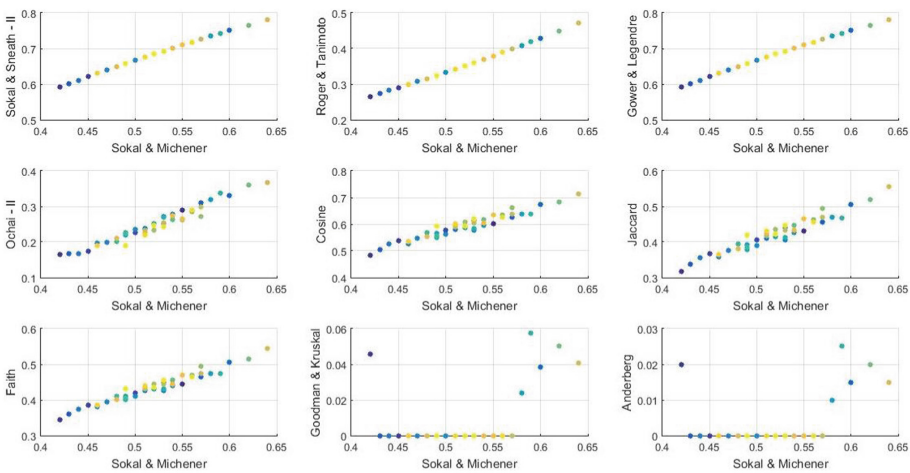 0.8 0.5 0.8
Sokal & Sneath - II Roger & Tanimoto Gower & Legendre
0.7 0.4 0.7
0.6 0.3 0.6
0.5 0.2 0.5
0.4 0.45 0.5 0.55 0.6 0.65 0.4 0.45 0.5 0.55 0.6 0.65 0.4 0.45 0.5 0.55 0.6 0.65
Sokal & Michener Sokal & Michener Sokal & Michener
0.4 0.8 0.6
Ochai - II Cosine Jaccard
0.7
0.3 0.6 0.5
0.2 0.5 0.4
0.1 0.4 0.3
0.4 0.45 0.5 0.55 0.6 0.65 0.4 0.45 0.5 0.55 0.6 0.65 0.4 0.45 0.5 0.55 0.6 0.65
Sokal & Michener Sokal & Michener Sokal & Michener
0.6 0.06 0.03
Faith Goodman & Kruskal Anderberg
0.5 0.04 0.02
0.4 0.02 0.01
0.3 0 0
0.4 0.45 0.5 0.55 0.6 0.65 0.4 0.45 0.5 0.55 0.6 0.65 0.4 0.45 0.5 0.55 0.6 0.65
Sokal & Michener Sokal & Michener Sokal & Michener